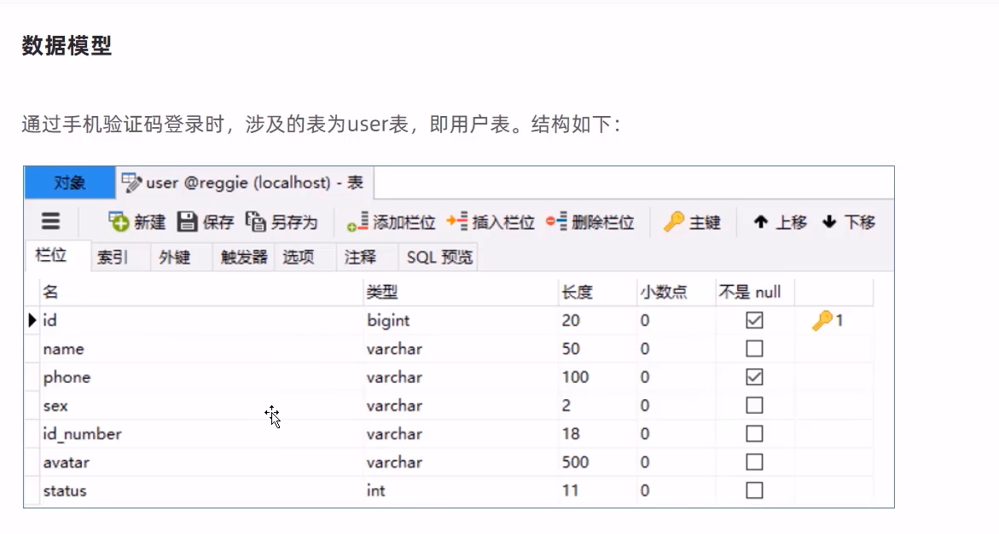 数据模型
通过手机验证码登录时，涉及的表为user表，即用户表。结构如下：
对象 user @reggie (localhost) - 表
新建 保存 另存为 添加栏位 插入栏位 删除栏位 主键 上移 下移
栏位 索引 外键 触发器 选项 注释 SQL 预览
名 类型 长度 小数点 不是 null
id bigint 20 0 1
name varchar 50 0
phone varchar 100 0
sex varchar 2 0
id_number varchar 18 0
avatar varchar 500 0
status int 11 0